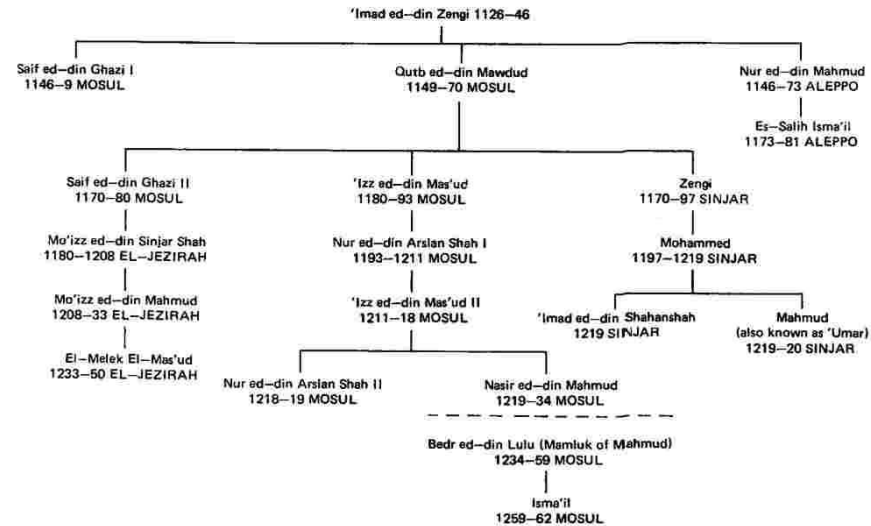 'Imad ed–din Zengi 1126–46
Saif ed–din Ghazi I
1146–9 MOSUL
Qutb ed–din Mawdud
1149–70 MOSUL
Nur ed–din Mahmud
1146–73 ALEPPO
Es–Salih Isma'il
1173–81 ALEPPO
Saif ed–din Ghazi II
1170–80 MOSUL
'Izz ed–din Mas'ud
1180–93 MOSUL
Zengi
1170–97 SINJAR
Mo'izz ed–din Sinjar Shah
1180–1208 EL–JEZIRAH
Nur ed–din Arslan Shah I
1193–1211 MOSUL
Mohammed
1197–1219 SINJAR
Mo'izz ed–din Mahmud
1208–33 EL–JEZIRAH
'Izz ed–din Mas'ud II
1211–18 MOSUL
'Imad ed–din Shahanshah
1219 SINJAR
Mahmud
(also known as 'Umar)
1219–20 SINJAR
El–Melek El–Mas'ud
1233–50 EL–JEZIRAH
Nur ed–din Arslan Shah II
1218–19 MOSUL
Nasir ed–din Mahmud
1219–34 MOSUL
Bedr ed–din Lulu (Mamluk of Mahmud)
1234–59 MOSUL
Isma'il
1259–62 MOSUL